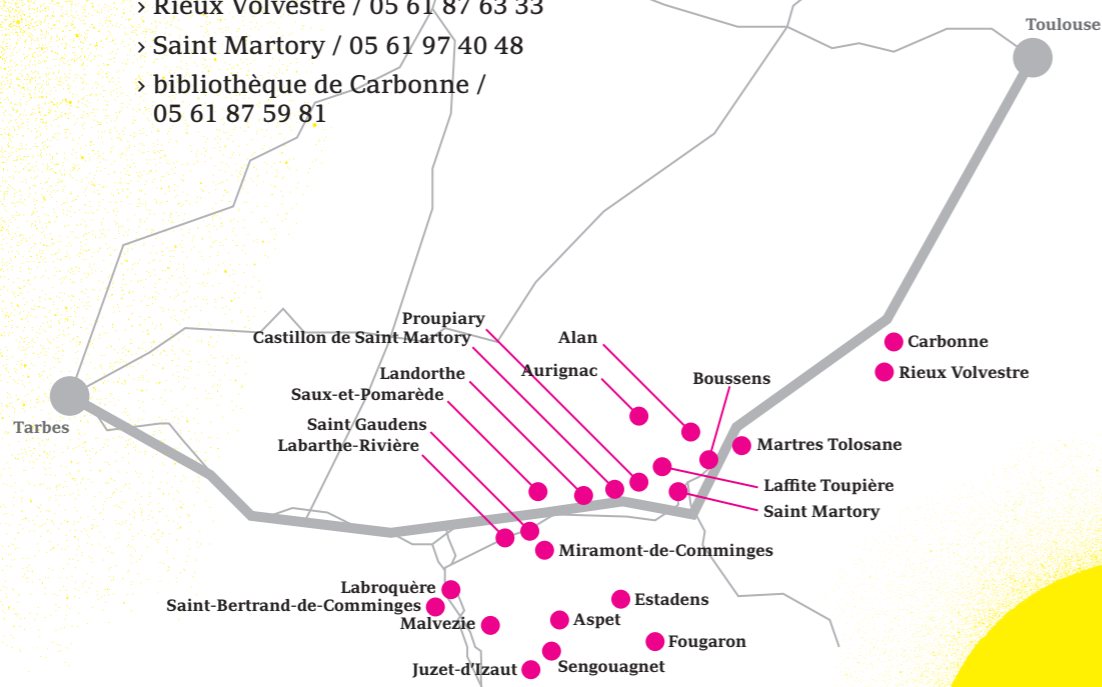 › Rieux Volvestre / 05 61 87 63 33
› Saint Martory / 05 61 97 40 48
› bibliothèque de Carbonne /
05 61 87 59 81
Toulouse
Proupiary
Castillon de Saint Martory
Alan
Carbonne
Landorthe
Aurignac
Rieux Volvestre
Boussens
Saux-et-Pomarède
Tarbes
Saint Gaudens
Labarthe-Rivière
Martres Tolosane
Laffite Toupière
Saint Martory
Miramont-de-Comminges
Labroquère
Estadens
Saint-Bertrand-de-Comminges
Malvezie
Aspet
Fougaron
Juzet-d'Izaut
Sengouagnet